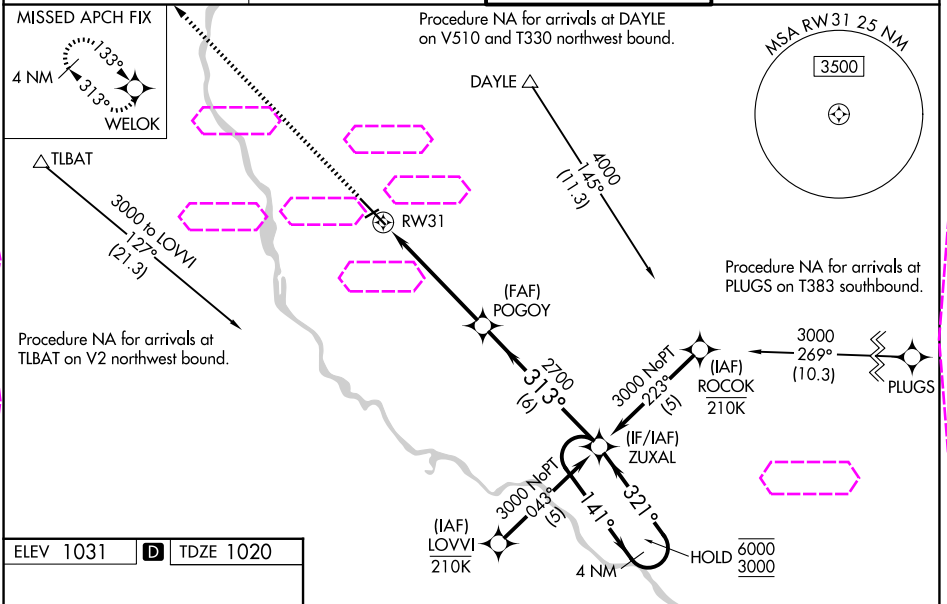 MISSED APCH FIX
4 NM
133°
313°
WELOK
Procedure NA for arrivals at DAYLE
on V510 and T330 northwest bound.
MSA RW31 25 NM
3500
DAYLE
4000
145°
(11.3)
TLBAT
3000 to LOVVI
127°
(21.3)
RW31
Procedure NA for arrivals at
PLUGS on T383 southbound.
(FAF)
POGOY
Procedure NA for arrivals at
TLBAT on V2 northwest bound.
2700
313°
(6)
3000 NoPT
223°
(5)
(IAF)
ROCOK
210K
3000
269°
(10.3)
PLUGS
(IF/IAF)
ZUXAL
3000 NoPT
043°
(5)
141°
321°
(IAF)
LOVVI
210K
4 NM
HOLD
6000
3000
ELEV 1031
D
TDZE 1020